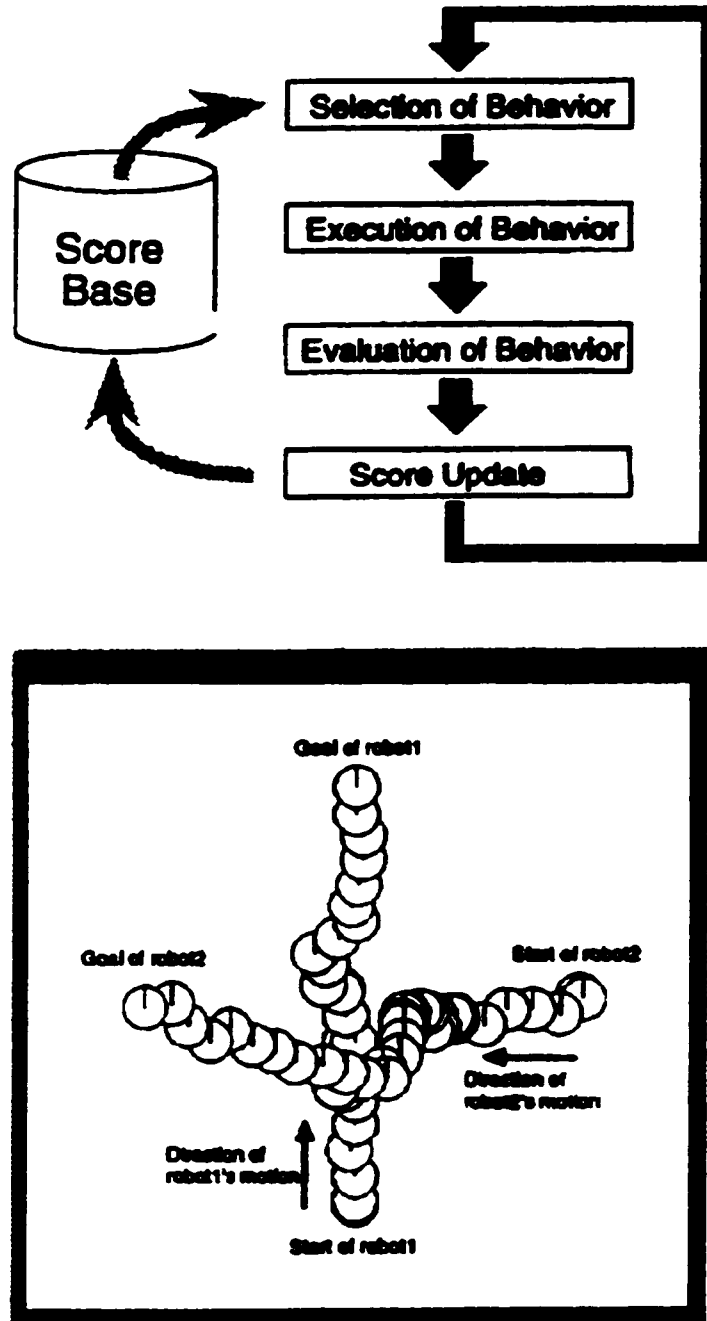 Selection of Behavior
Execution of Behavior
Score
Base
Evaluation of Behavior
Score Update
Goal of robot1
Goal of robot2
Start of robot2
Direction of
robot2's motion
Direction of
robot1's motion
Start of robot1